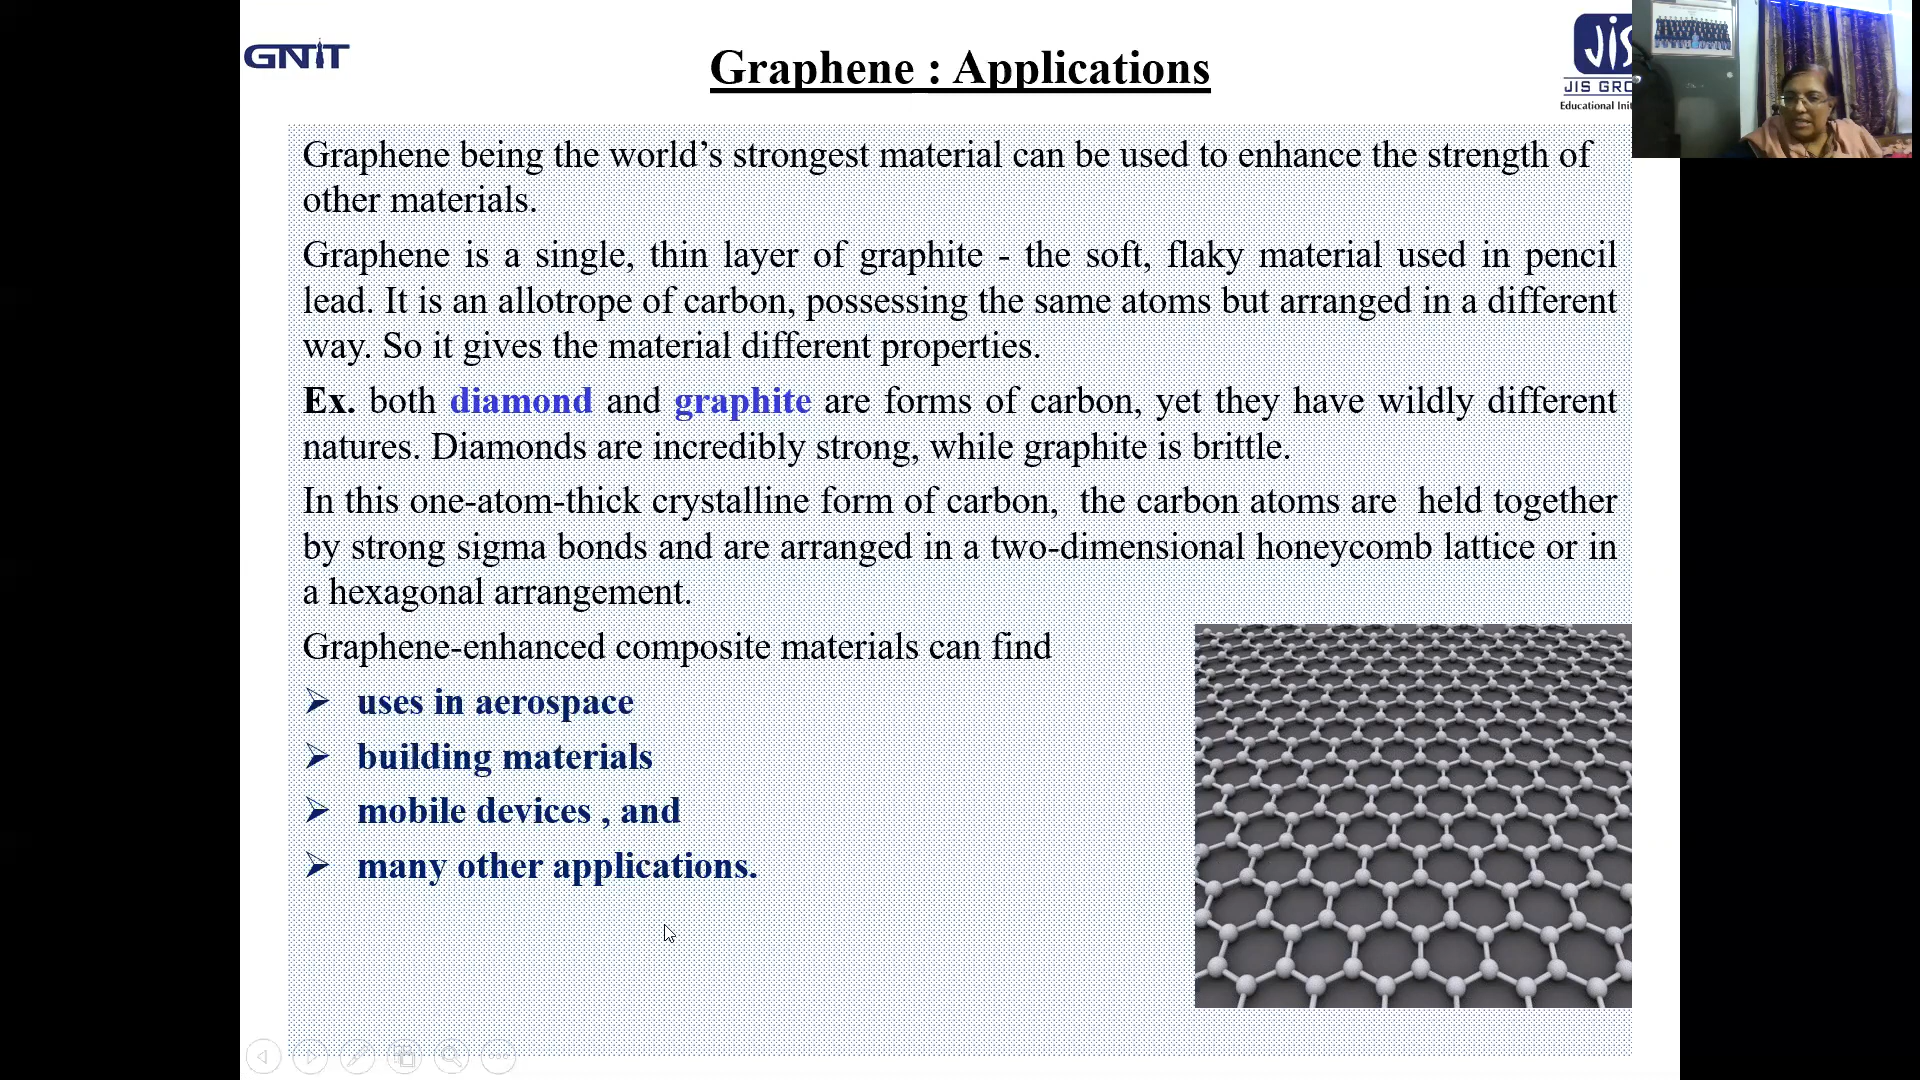 GNIT
Graphene : Applications
JIS
JIS GRO
Educational Init
Graphene being the world’s strongest material can be used to enhance the strength of
other materials.
Graphene is a single, thin layer of graphite - the soft, flaky material used in pencil
lead. It is an allotrope of carbon, possessing the same atoms but arranged in a different
way. So it gives the material different properties.
Ex. both diamond and graphite are forms of carbon, yet they have wildly different
natures. Diamonds are incredibly strong, while graphite is brittle.
In this one-atom-thick crystalline form of carbon, the carbon atoms are held together
by strong sigma bonds and are arranged in a two-dimensional honeycomb lattice or in
a hexagonal arrangement.
Graphene-enhanced composite materials can find
➢ uses in aerospace
➢ building materials
➢ mobile devices , and
➢ many other applications.